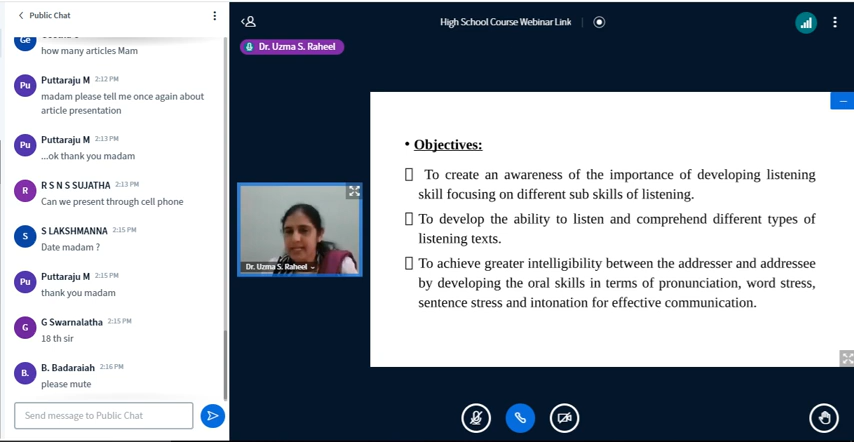 Public Chat
Ge
how many articles Mam
Pu
Puttaraju M 2:12 PM
madam please tell me once again about
article presentation
Pu
Puttaraju M 2:13 PM
...ok thank you madam
R
R S N S SUJATHA 2:13 PM
Can we present through cell phone
S
S LAKSHMANNA 2:15 PM
Date madam ?
Pu
Puttaraju M 2:15 PM
thank you madam
G
G Swarnalatha 2:15 PM
18 th sir
B.
B. Badaraiah 2:16 PM
please mute
Send message to Public Chat
High School Course Webinar Link
Dr. Uzma S. Raheel
Dr. Uzma S. Raheel
• Objectives:
To create an awareness of the importance of developing listening
skill focusing on different sub skills of listening.
To develop the ability to listen and comprehend different types of
listening texts.
To achieve greater intelligibility between the addresser and addressee
by developing the oral skills in terms of pronunciation, word stress,
sentence stress and intonation for effective communication.